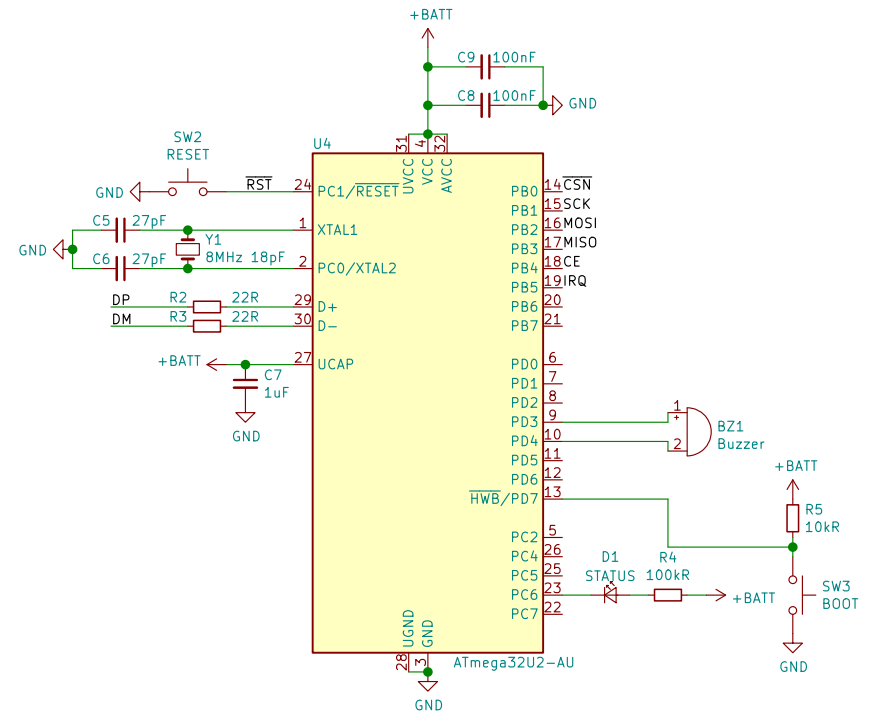 +BATT
C9 100nF
C8 100nF
GND
SW2
RESET
U4
31 4 32
UVCC VCC AVCC
GND
RST
24 PC1/RESET
PB0 14 CSN
PB1 15 SCK
C5 27pF
1 XTAL1
PB2 16 MOSI
Y1
8MHz 18pF
GND
PB3 17 MISO
C6 27pF
2 PC0/XTAL2
PB4 18 CE
PB5 19 IRQ
DP R2 22R 29 D+
PB6 20
DM R3 22R 30 D-
PB7 21
+BATT
27 UCAP
PD0 6
C7
1uF
GND
PD1 7
PD2 8
PD3 9
1
+
PD4 10
2
BZ1
Buzzer
PD5 11
PD6 12
HWB/PD7 13
+BATT
R5
10kR
PC2 5
PC4 26
PC5 25
PC6 23
PC7 22
D1
STATUS
R4
100kR
+BATT
SW3
BOOT
GND
UGND GND
28 3
ATmega32U2-AU
GND